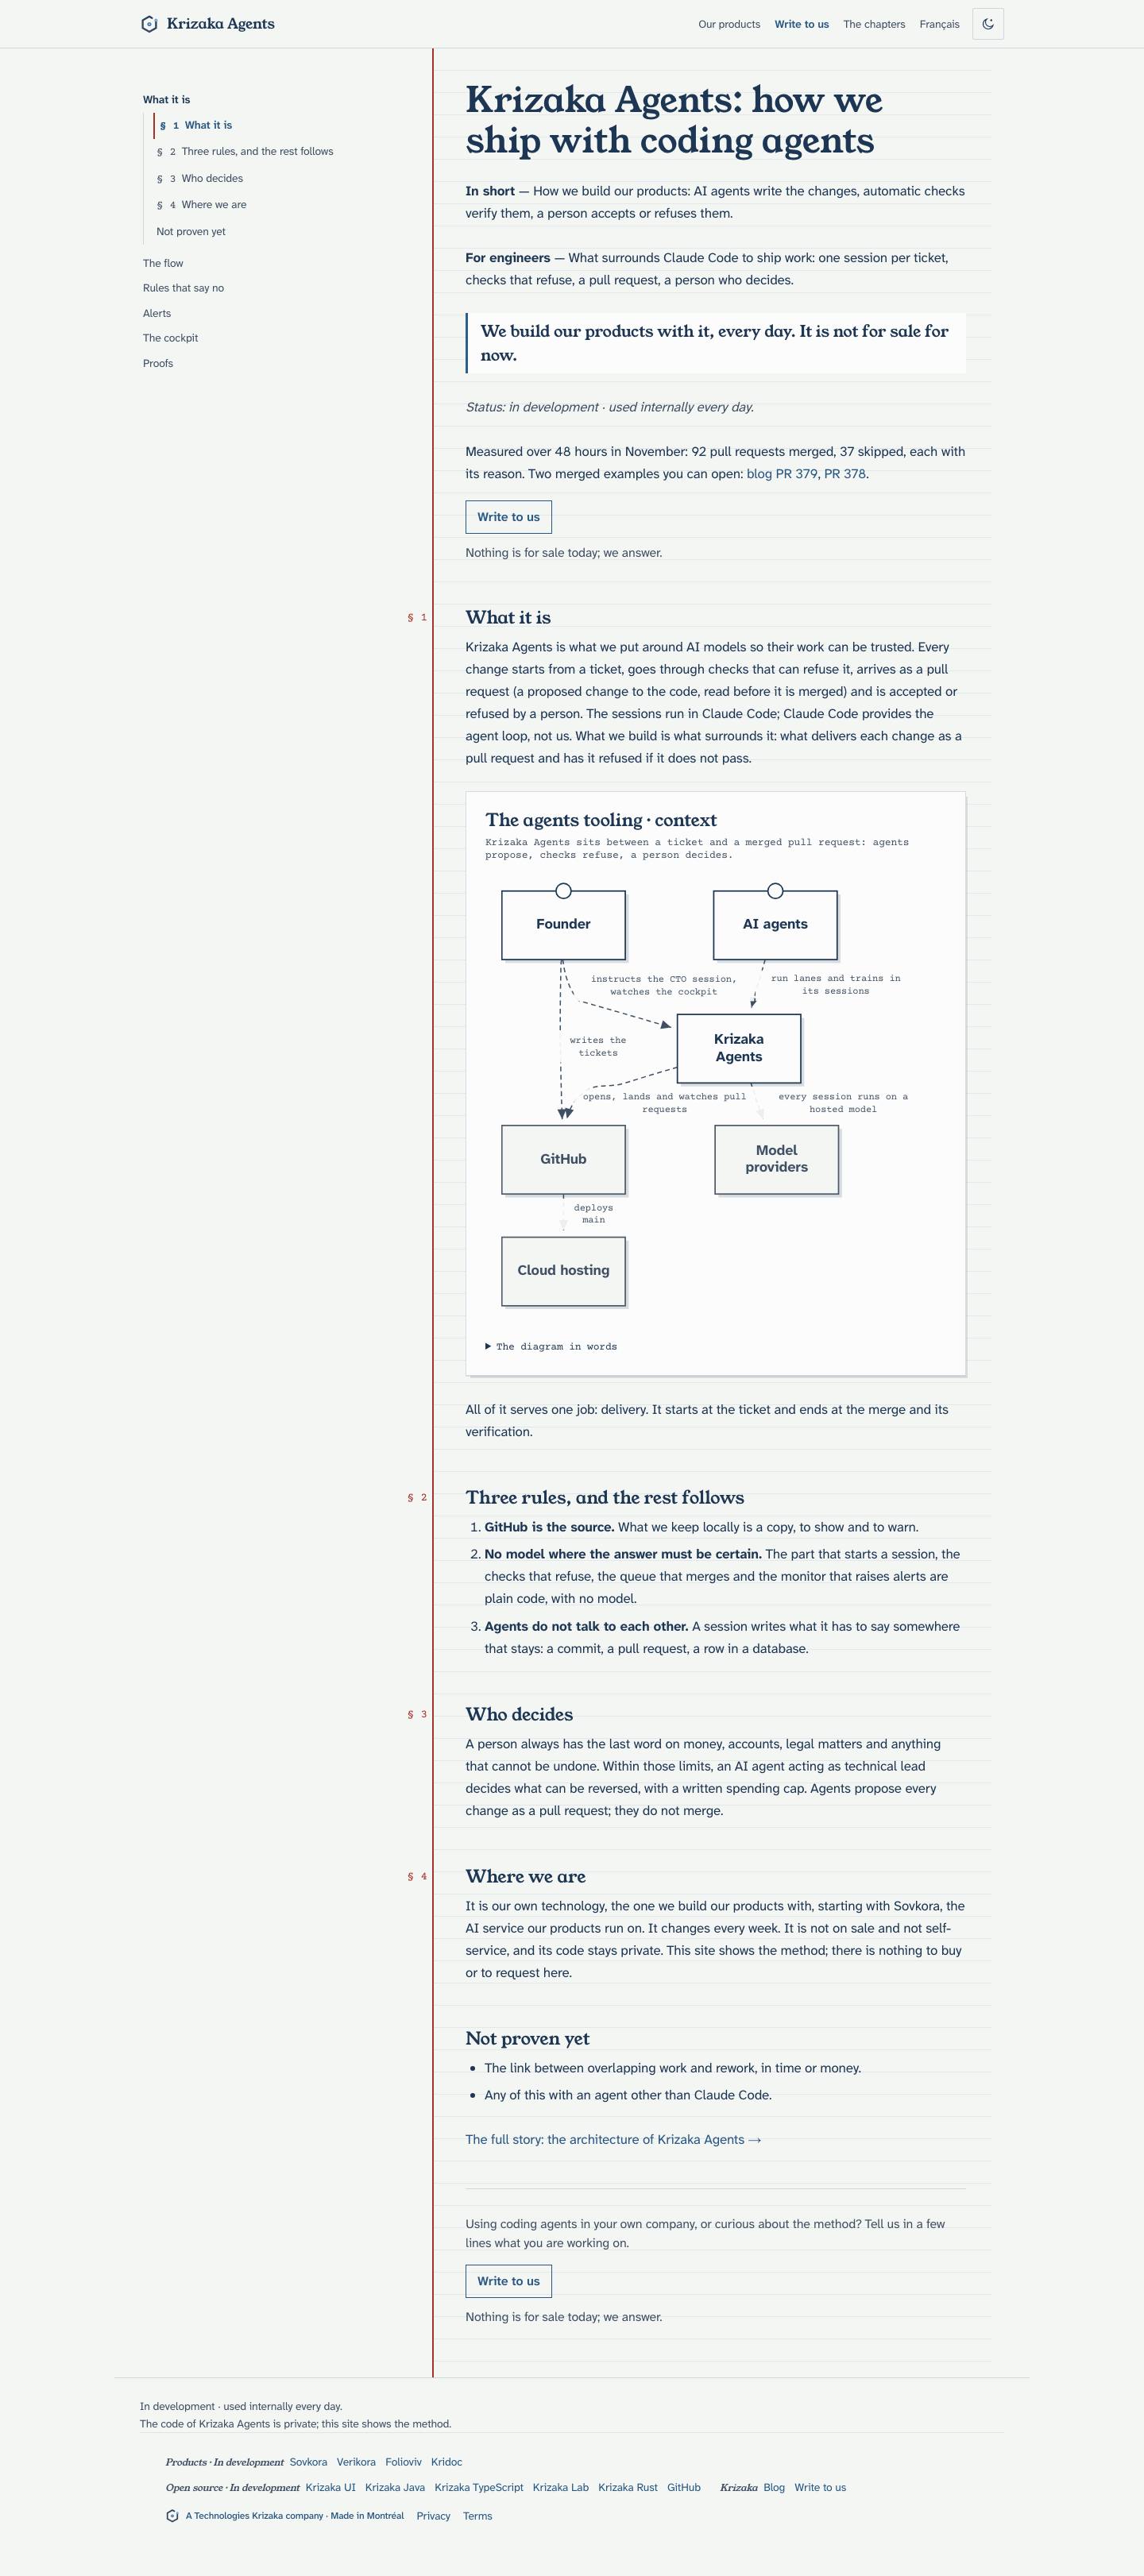 Krizaka Agents
Our products
Write to us
The chapters
Français
What it is
§ 1 What it is
§ 2 Three rules, and the rest follows
§ 3 Who decides
§ 4 Where we are
Not proven yet
The flow
Rules that say no
Alerts
The cockpit
Proofs
Krizaka Agents: how we
ship with coding agents
In short — How we build our products: AI agents write the changes, automatic checks
verify them, a person accepts or refuses them.
For engineers — What surrounds Claude Code to ship work: one session per ticket,
checks that refuse, a pull request, a person who decides.
We build our products with it, every day. It is not for sale for
now.
Status: in development · used internally every day.
Measured over 48 hours in November: 92 pull requests merged, 37 skipped, each with
its reason. Two merged examples you can open: blog PR 379, PR 378.
Write to us
Nothing is for sale today; we answer.
§ 1
What it is
Krizaka Agents is what we put around AI models so their work can be trusted. Every
change starts from a ticket, goes through checks that can refuse it, arrives as a pull
request (a proposed change to the code, read before it is merged) and is accepted or
refused by a person. The sessions run in Claude Code; Claude Code provides the
agent loop, not us. What we build is what surrounds it: what delivers each change as a
pull request and has it refused if it does not pass.
The agents tooling · context
Krizaka Agents sits between a ticket and a merged pull request: agents
propose, checks refuse, a person decides.
Founder
AI agents
instructs the CTO session,
watches the cockpit
run lanes and trains in
its sessions
Krizaka
Agents
writes the
tickets
opens, lands and watches pull
requests
every session runs on a
hosted model
GitHub
Model
providers
deploys
main
Cloud hosting
▶ The diagram in words
All of it serves one job: delivery. It starts at the ticket and ends at the merge and its
verification.
§ 2
Three rules, and the rest follows
1. GitHub is the source. What we keep locally is a copy, to show and to warn.
2. No model where the answer must be certain. The part that starts a session, the
checks that refuse, the queue that merges and the monitor that raises alerts are
plain code, with no model.
3. Agents do not talk to each other. A session writes what it has to say somewhere
that stays: a commit, a pull request, a row in a database.
§ 3
Who decides
A person always has the last word on money, accounts, legal matters and anything
that cannot be undone. Within those limits, an AI agent acting as technical lead
decides what can be reversed, with a written spending cap. Agents propose every
change as a pull request; they do not merge.
§ 4
Where we are
It is our own technology, the one we build our products with, starting with Sovkora, the
AI service our products run on. It changes every week. It is not on sale and not self-
service, and its code stays private. This site shows the method; there is nothing to buy
or to request here.
Not proven yet
• The link between overlapping work and rework, in time or money.
• Any of this with an agent other than Claude Code.
The full story: the architecture of Krizaka Agents →
Using coding agents in your own company, or curious about the method? Tell us in a few
lines what you are working on.
Write to us
Nothing is for sale today; we answer.
In development · used internally every day.
The code of Krizaka Agents is private; this site shows the method.
Products · In development Sovkora Verikora Folioviv Kridoc
Open source · In development Krizaka UI Krizaka Java Krizaka TypeScript Krizaka Lab Krizaka Rust GitHub Krizaka Blog Write to us
A Technologies Krizaka company · Made in Montréal Privacy Terms